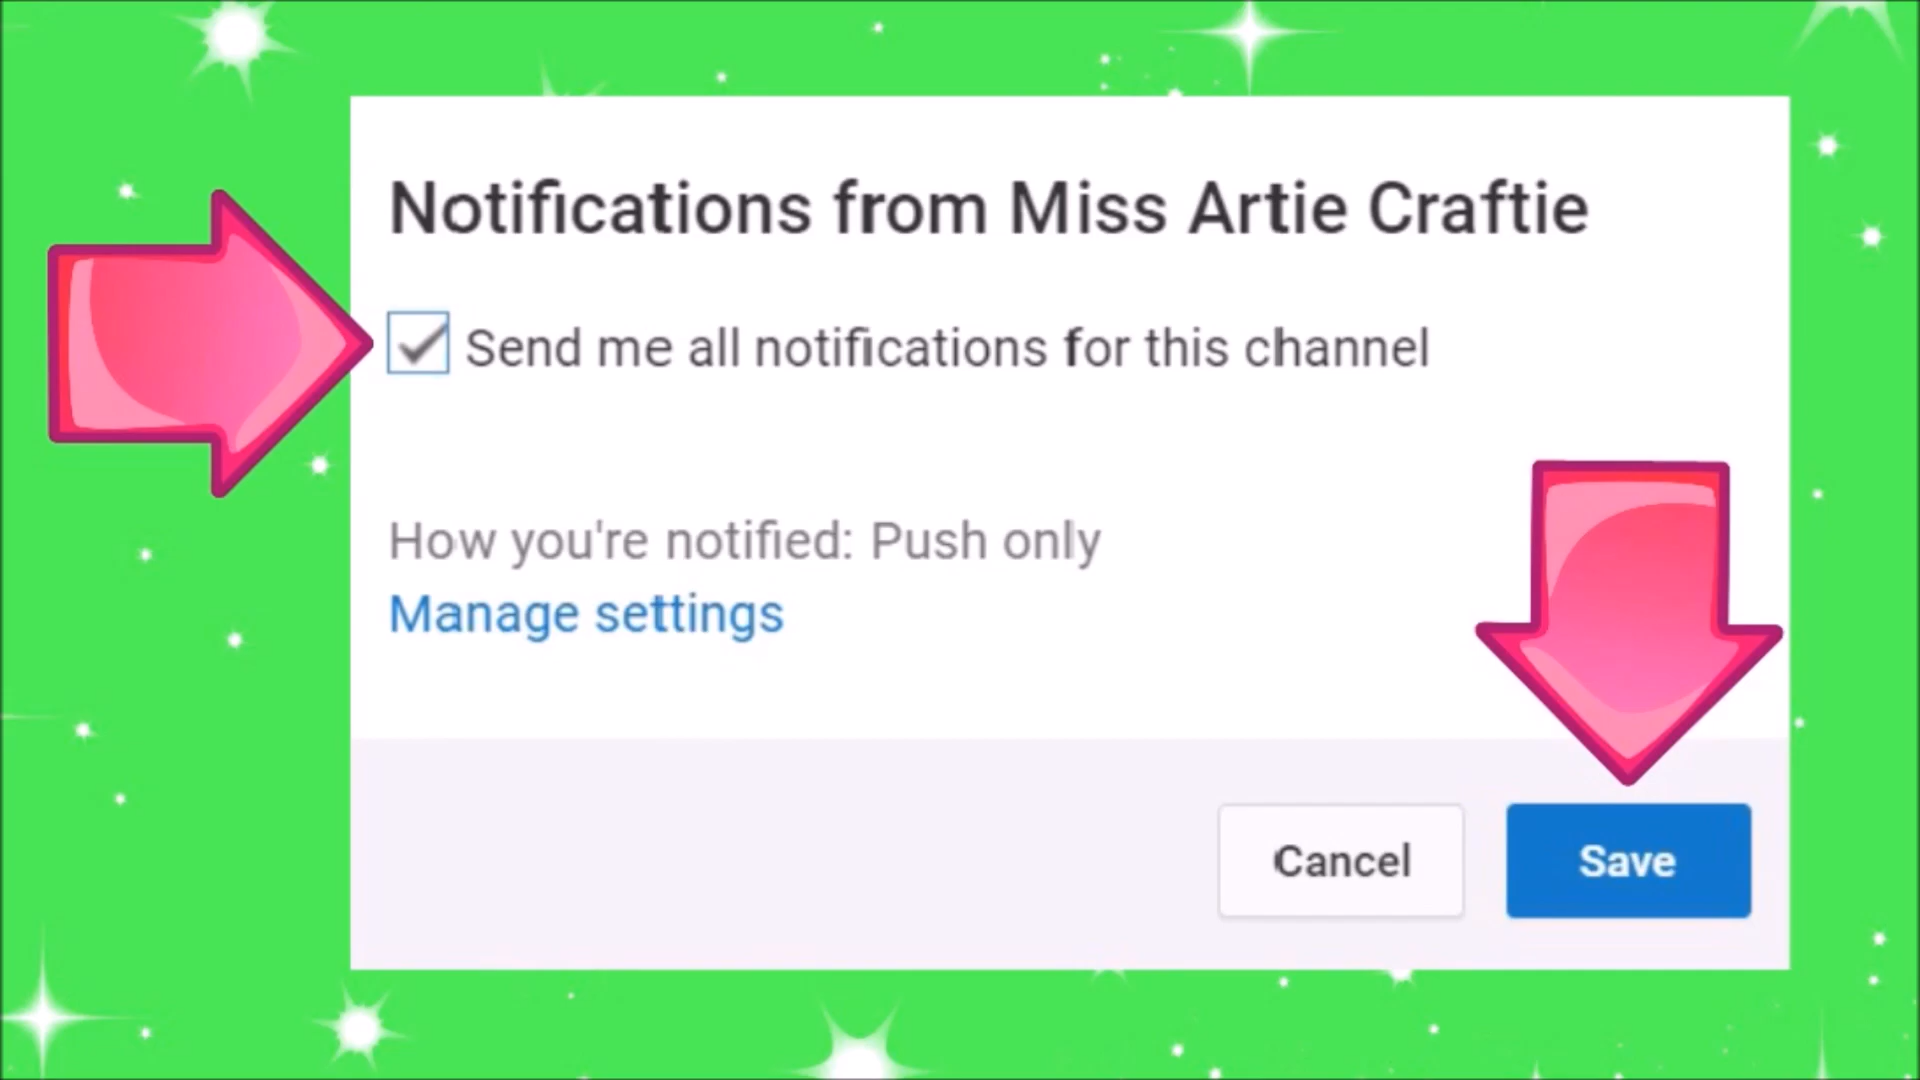 Notifications from Miss Artie Craftie
Send me all notifications for this channel
How you're notified: Push only
Manage settings
Cancel
Save